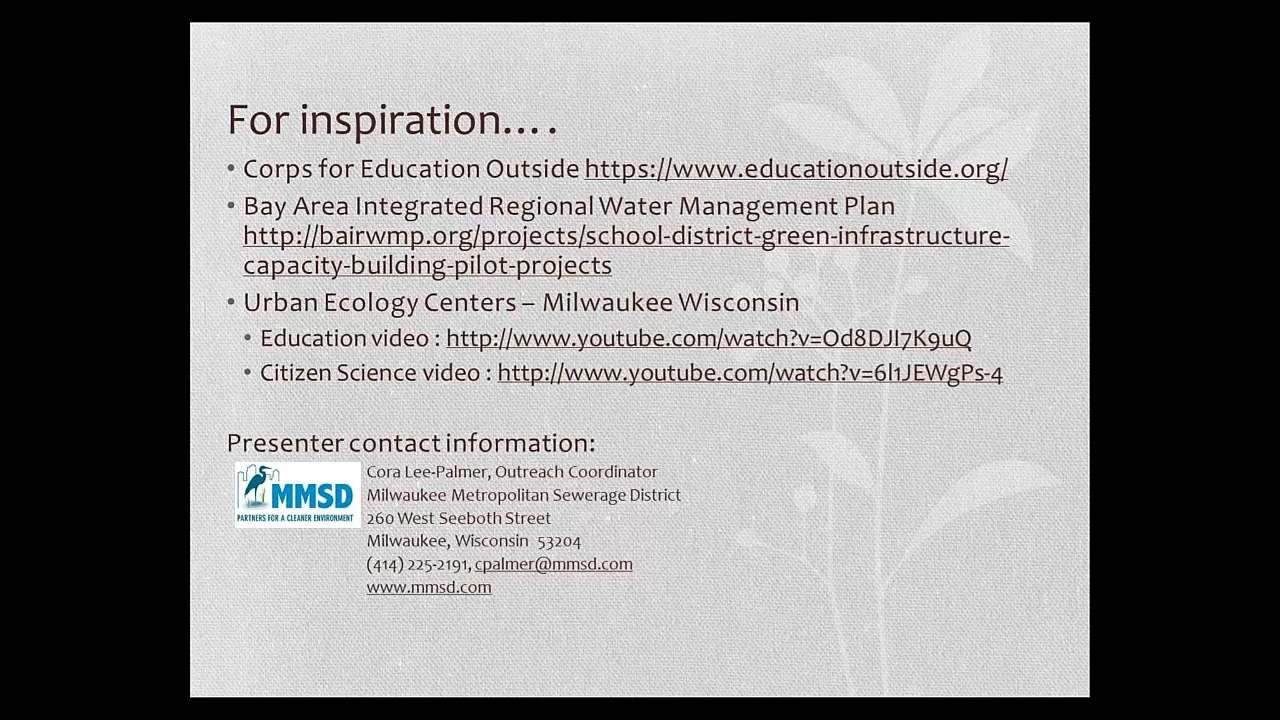 For inspiration....
• Corps for Education Outside https://www.educationoutside.org/
• Bay Area Integrated Regional Water Management Plan
http://bairwmp.org/projects/school-district-green-infrastructure-
capacity-building-pilot-projects
• Urban Ecology Centers – Milwaukee Wisconsin
• Education video : http://www.youtube.com/watch?v=Od8DJI7K9uQ
• Citizen Science video : http://www.youtube.com/watch?v=6l1JEWgPs-4
Presenter contact information:
MMSD
PARTNERS FOR A CLEANER ENVIRONMENT
Cora Lee-Palmer, Outreach Coordinator
Milwaukee Metropolitan Sewerage District
260 West Seeboth Street
Milwaukee, Wisconsin 53204
(414) 225-2191, cpalmer@mmsd.com
www.mmsd.com